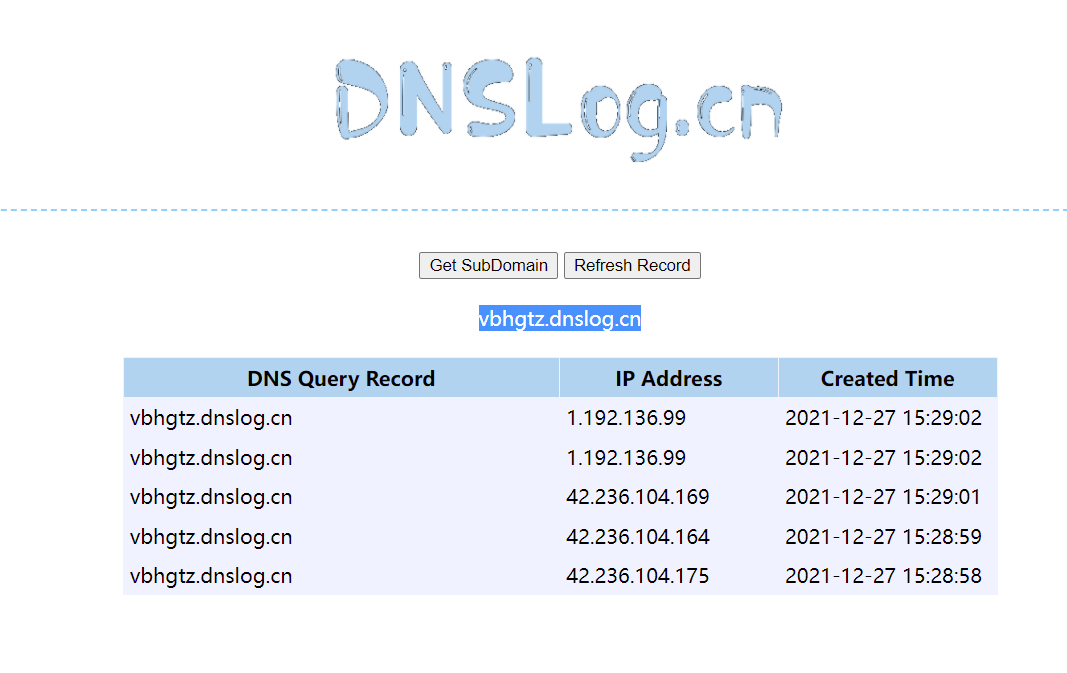 DNSLog.cn
Get SubDomain Refresh Record
vbhgtz.dnslog.cn
DNS Query Record IP Address Created Time
vbhgtz.dnslog.cn 1.192.136.99 2021-12-27 15:29:02
vbhgtz.dnslog.cn 1.192.136.99 2021-12-27 15:29:02
vbhgtz.dnslog.cn 42.236.104.169 2021-12-27 15:29:01
vbhgtz.dnslog.cn 42.236.104.164 2021-12-27 15:28:59
vbhgtz.dnslog.cn 42.236.104.175 2021-12-27 15:28:58